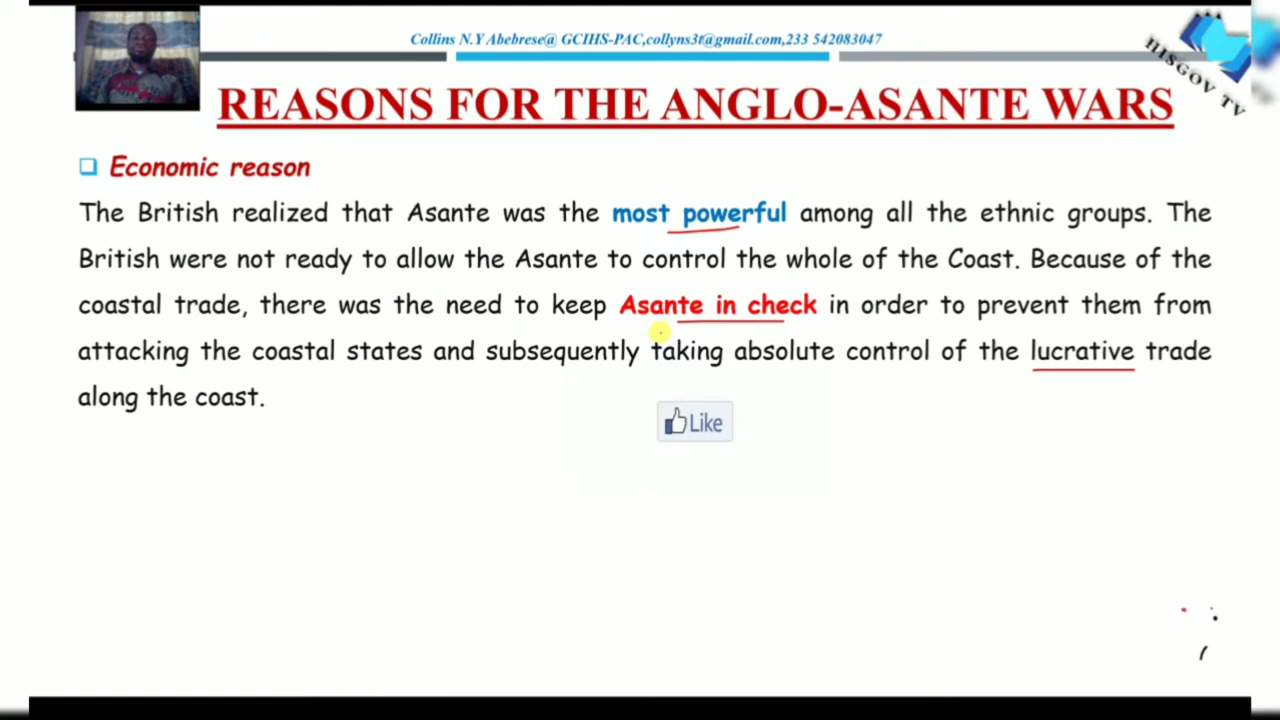 Collins N.Y Abebrese@ GCIHS-PAC,collyns3t@gmail.com,233 542083047
HISGOV TV
REASONS FOR THE ANGLO-ASANTE WARS
Economic reason
The British realized that Asante was the most powerful among all the ethnic groups. The
British were not ready to allow the Asante to control the whole of the Coast. Because of the
coastal trade, there was the need to keep Asante in check in order to prevent them from
attacking the coastal states and subsequently taking absolute control of the lucrative trade
along the coast.
Like